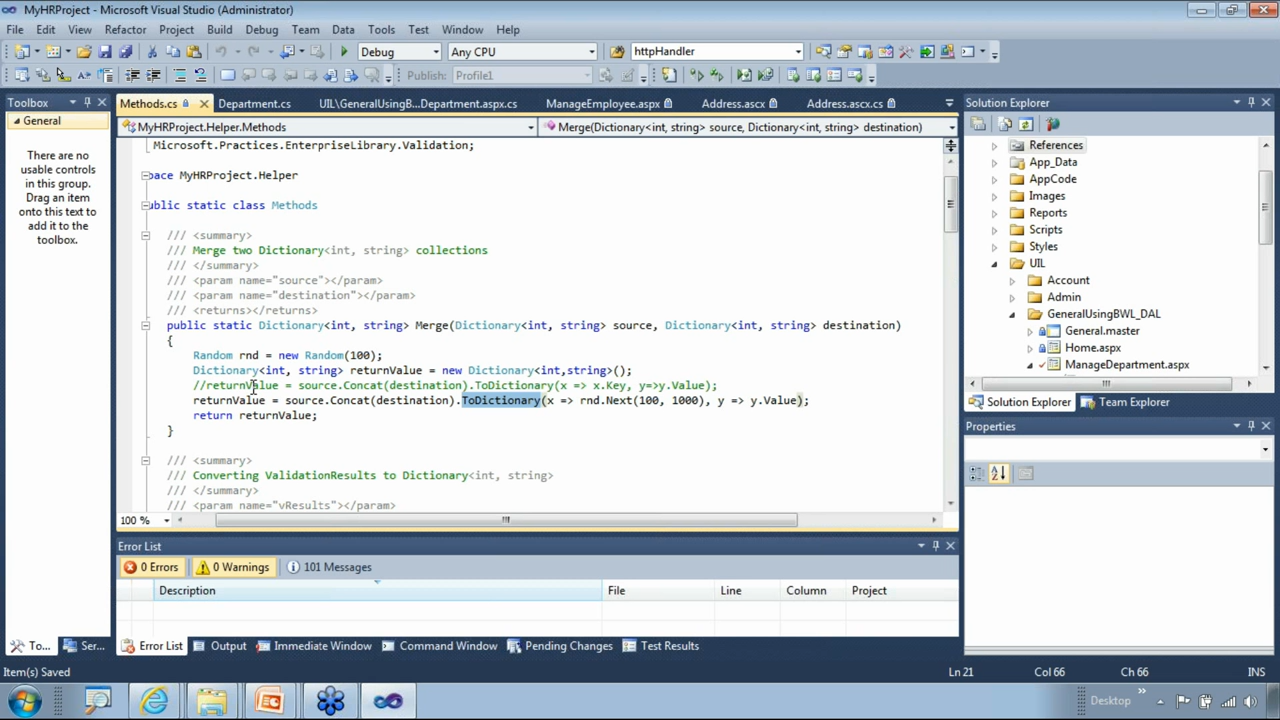 MyHRProject - Microsoft Visual Studio (Administrator)
File Edit View Refactor Project Build Debug Team Data Tools Test Window Help
Debug Any CPU httpHandler
Publish: Profile1
Toolbox
General
There are no
usable controls
in this group.
Drag an item
onto this text to
add it to the
toolbox.
Methods.cs Department.cs UIL\GeneralUsingB...Department.aspx.cs ManageEmployee.aspx Address.ascx Address.ascx.cs
MyHRProject.Helper.Methods Merge(Dictionary<int, string> source, Dictionary<int, string> destination)
Microsoft.Practices.EnterpriseLibrary.Validation;
pace MyHRProject.Helper
ublic static class Methods
/// <summary>
/// Merge two Dictionary<int, string> collections
/// </summary>
/// <param name="source"></param>
/// <param name="destination"></param>
/// <returns></returns>
public static Dictionary<int, string> Merge(Dictionary<int, string> source, Dictionary<int, string> destination)
{
Random rnd = new Random(100);
Dictionary<int, string> returnValue = new Dictionary<int,string>();
//returnValue = source.Concat(destination).ToDictionary(x => x.Key, y=>y.Value);
returnValue = source.Concat(destination).ToDictionary(x => rnd.Next(100, 1000), y => y.Value);
return returnValue;
}
/// <summary>
/// Converting ValidationResults to Dictionary<int, string>
/// </summary>
/// <param name="vResults"></param>
100 %
Error List
0 Errors 0 Warnings 101 Messages
Description File Line Column Project
Solution Explorer
References
App_Data
AppCode
Images
Reports
Scripts
Styles
UIL
Account
Admin
GeneralUsingBWL_DAL
General.master
Home.aspx
ManageDepartment.aspx
Solution Explorer Team Explorer
Properties
To... Ser... Error List Output Immediate Window Command Window Pending Changes Test Results
Item(s) Saved Ln 21 Col 66 Ch 66 INS
Desktop